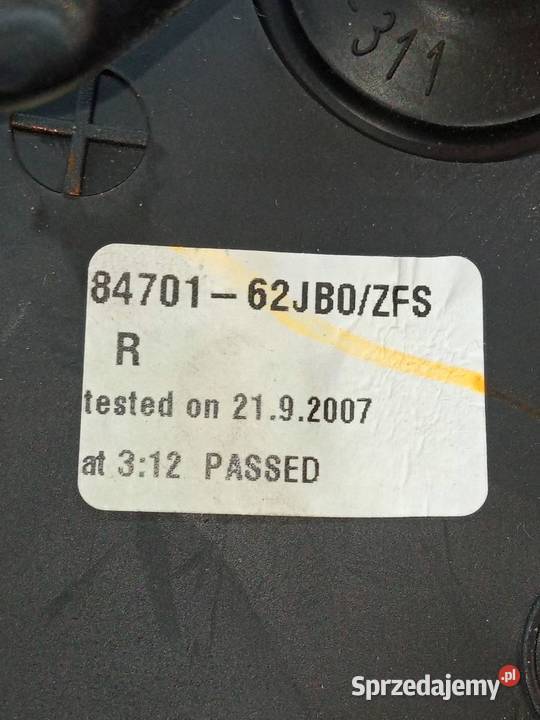 311
84701-62JB0/ZFS
R
tested on 21.9.2007
at 3:12 PASSED
Sprzedajemy.pl